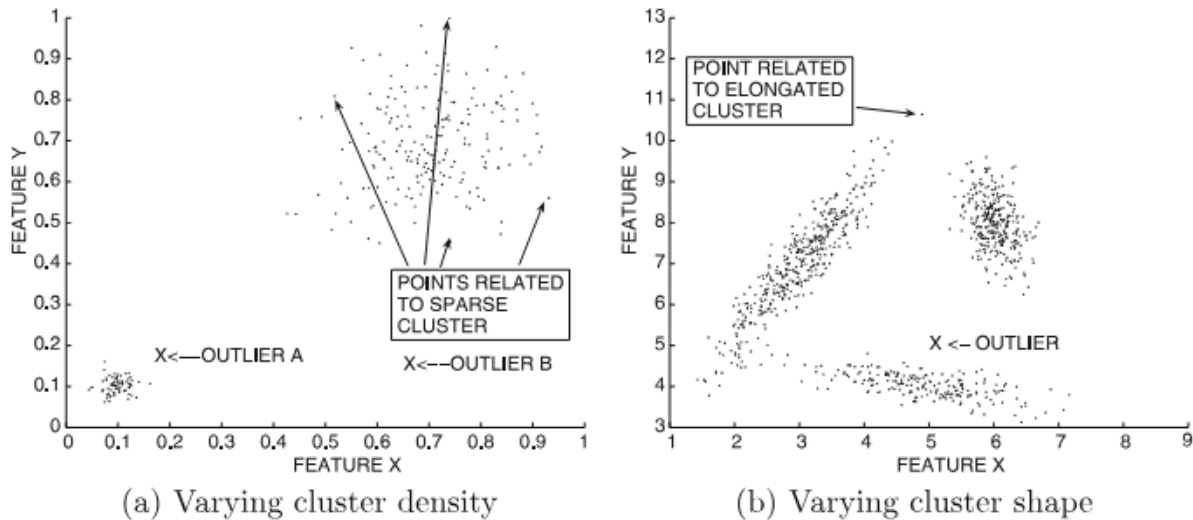 1
0.9
0.8
0.7
0.6
0.5
0.4
0.3
0.2
0.1
0
FEATURE Y
POINTS RELATED
TO SPARSE
CLUSTER
X<---OUTLIER A
X<---OUTLIER B
0 0.1 0.2 0.3 0.4 0.5 0.6 0.7 0.8 0.9 1
FEATURE X
(a) Varying cluster density
13
12
11
10
9
8
7
6
5
4
3
FEATURE Y
POINT RELATED
TO ELONGATED
CLUSTER
X <- OUTLIER
1 2 3 4 5 6 7 8 9
FEATURE X
(b) Varying cluster shape